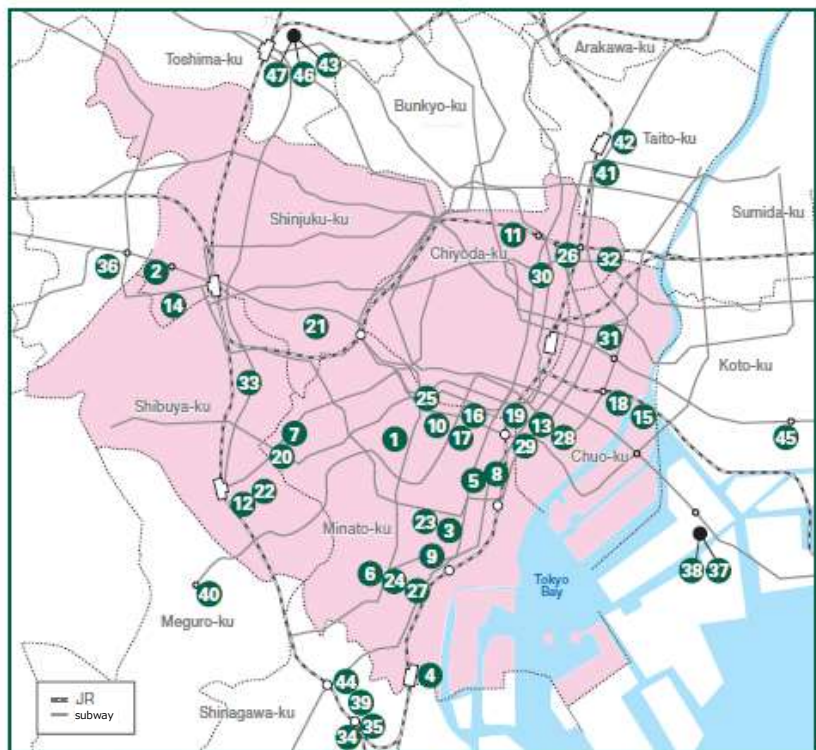 Toshima-ku
47 46 43
Arakawa-ku
Bunkyo-ku
42
Taito-ku
41
Shinjuku-ku
Sumida-ku
11
Chiyoda-ku
26
32
36
2
30
14
21
31
Koto-ku
33
25
Shibuya-ku
16
19
18
15
7
1
10
17
13
28
45
20
29
Chuo-ku
5
8
12
22
23
3
Minato-ku
9
6
24
27
38 37
Tokyo
Bay
40
Meguro-ku
4
44
JR
39
subway
Shinagawa-ku
35
34